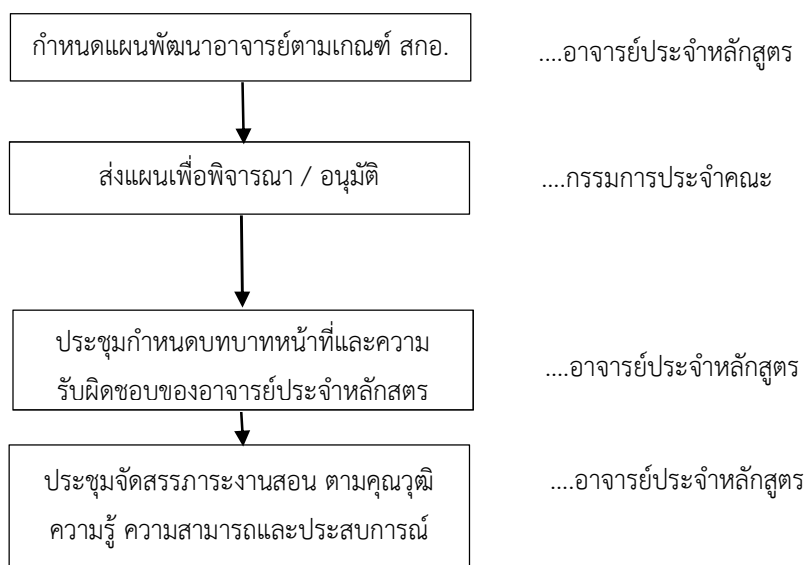 กำหนดแผนพัฒนาอาจารย์ตามเกณฑ์ สกอ.
....อาจารย์ประจำหลักสูตร
ส่งแผนเพื่อพิจารณา / อนุมัติ
....กรรมการประจำคณะ
ประชุมกำหนดบทบาทหน้าที่และความ
รับผิดชอบของอาจารย์ประจำหลักสตร
....อาจารย์ประจำหลักสูตร
ประชุมจัดสรรภาระงานสอน ตามคุณวุฒิ
ความรู้ ความสามารถและประสบการณ์
....อาจารย์ประจำหลักสูตร